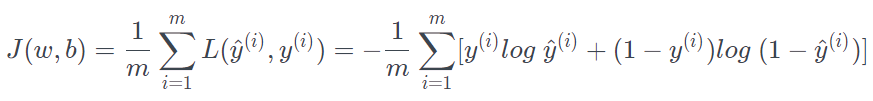 J(w, b) = \frac{1}{m} \sum_{i=1}^{m} L(\hat{y}^{(i)}, y^{(i)}) = -\frac{1}{m} \sum_{i=1}^{m} [y^{(i)} log \hat{y}^{(i)} + (1 - y^{(i)}) log (1 - \hat{y}^{(i)})]